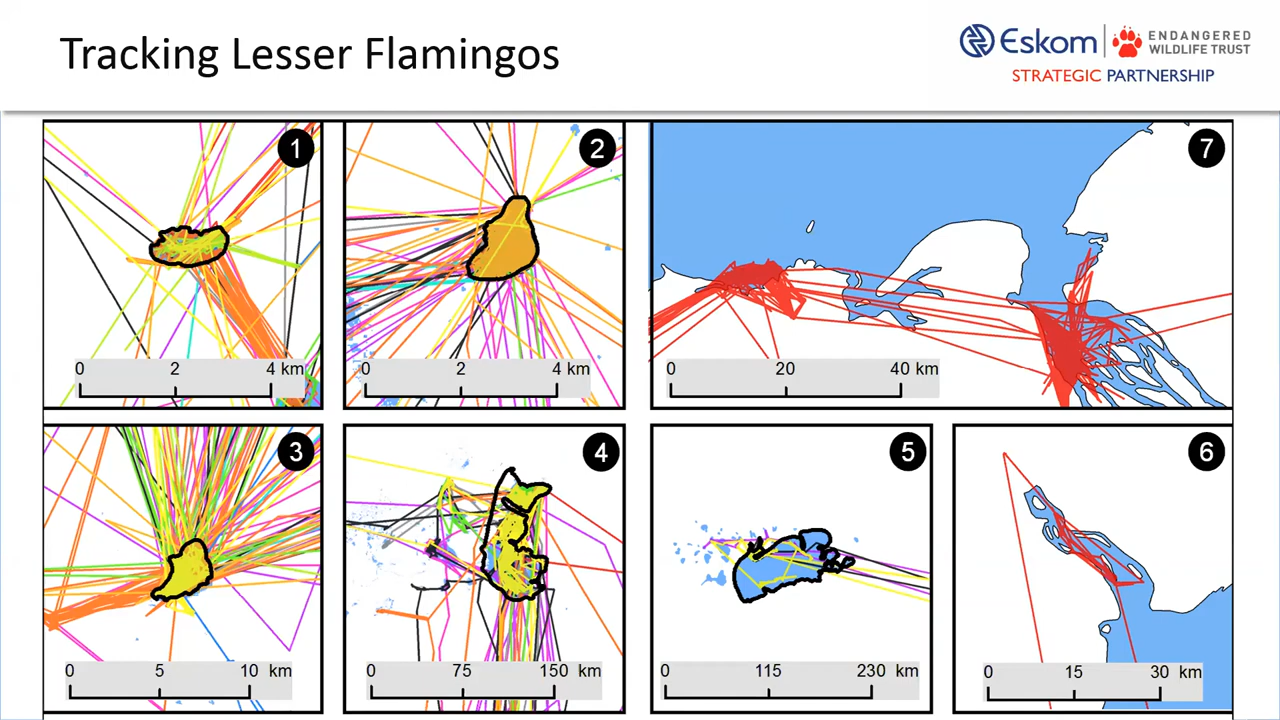 Tracking Lesser Flamingos
Eskom
ENDANGERED
WILDLIFE TRUST
STRATEGIC PARTNERSHIP
1
0 2 4 km
2
0 2 4 km
7
0 20 40 km
3
0 5 10 km
4
0 75 150 km
5
0 115 230 km
6
0 15 30 km